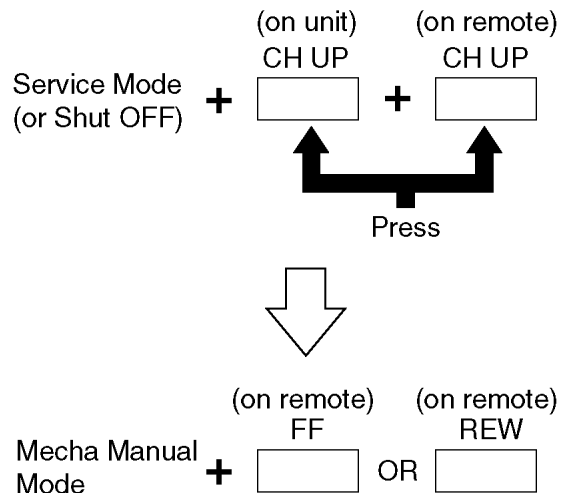 (on unit) (on remote)
CH UP CH UP
Service Mode
(or Shut OFF) + +
Press
(on remote) (on remote)
FF REW
Mecha Manual
Mode + OR